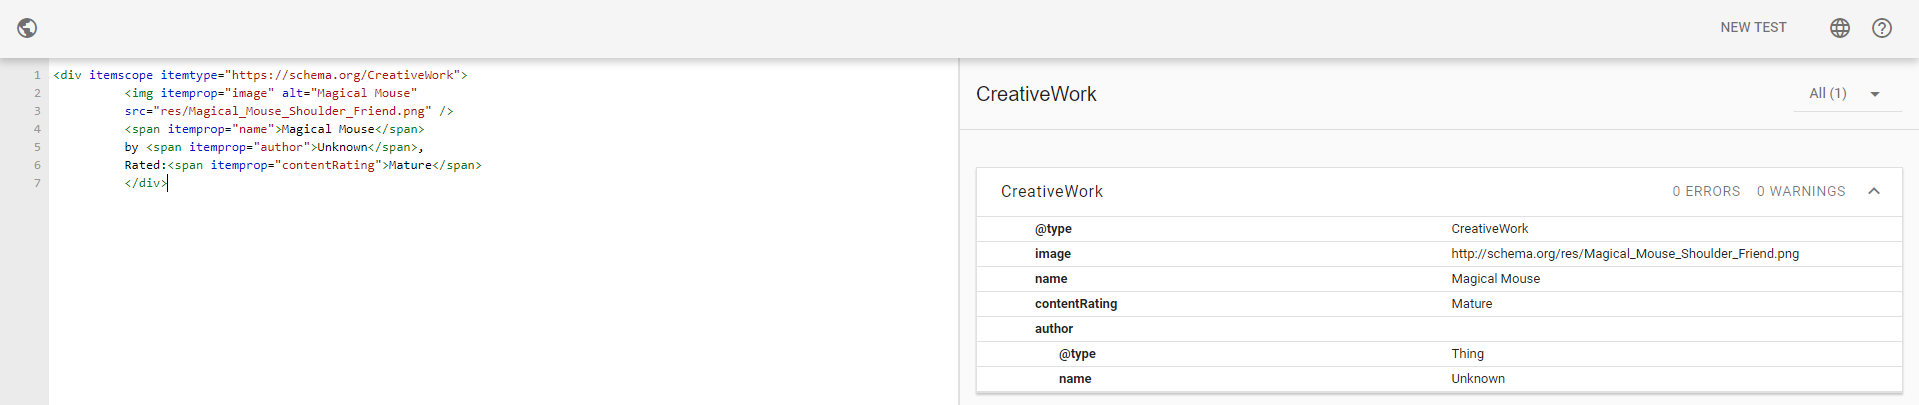 NEW TEST
1 <div itemscope itemtype="https://schema.org/CreativeWork">
2 <img itemprop="image" alt="Magical Mouse"
3 src="res/Magical_Mouse_Shoulder_Friend.png" />
4 <span itemprop="name">Magical Mouse</span>
5 by <span itemprop="author">Unknown</span>,
6 Rated:<span itemprop="contentRating">Mature</span>
7 </div>
CreativeWork All (1)
CreativeWork 0 ERRORS 0 WARNINGS
@type CreativeWork
image http://schema.org/res/Magical_Mouse_Shoulder_Friend.png
name Magical Mouse
contentRating Mature
author
@type Thing
name Unknown